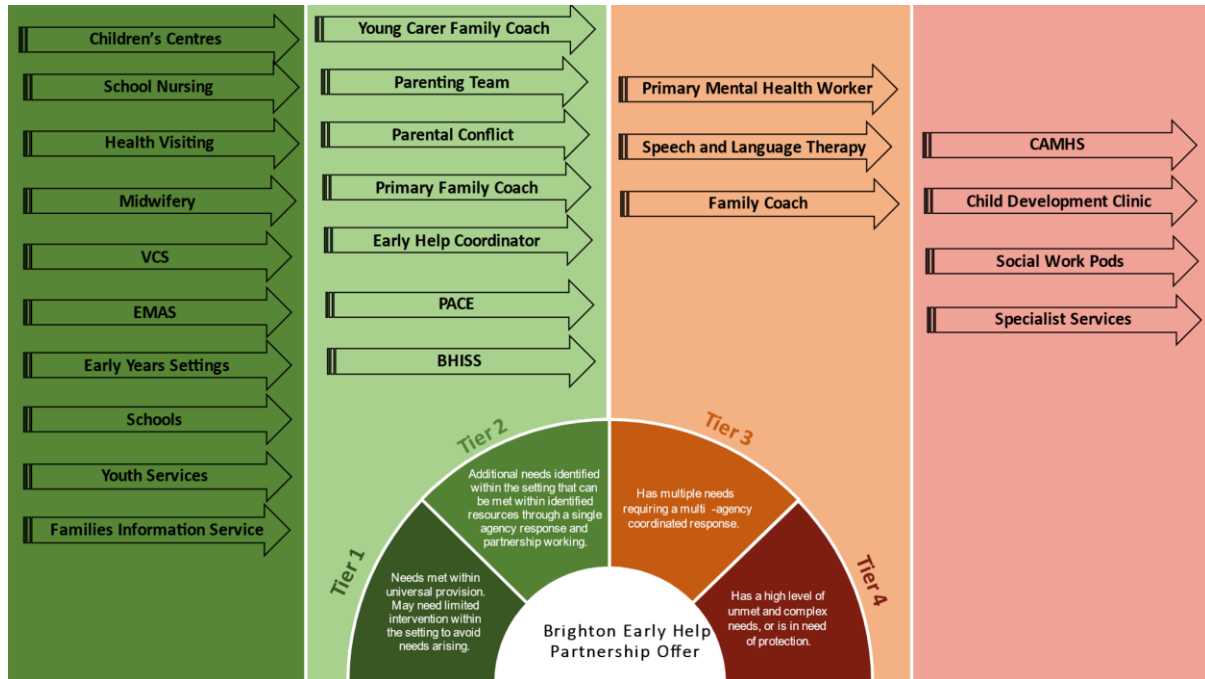 Children's Centres
School Nursing
Health Visiting
Midwifery
VCS
EMAS
Early Years Settings
Schools
Youth Services
Families Information Service
Young Carer Family Coach
Parenting Team
Parental Conflict
Primary Family Coach
Early Help Coordinator
PACE
BHISS
Primary Mental Health Worker
Speech and Language Therapy
Family Coach
CAMHS
Child Development Clinic
Social Work Pods
Specialist Services
Tier 1
Needs met within
universal provision.
May need limited
intervention within
the setting to avoid
needs arising.
Tier 2
Additional needs identified
within the setting that can
be met within identified
resources through a single
agency response and
partnership working.
Tier 3
Has multiple needs
requiring a multi -agency
coordinated response.
Tier 4
Has a high level of
unmet and complex
needs, or is in need
of protection.
Brighton Early Help
Partnership Offer